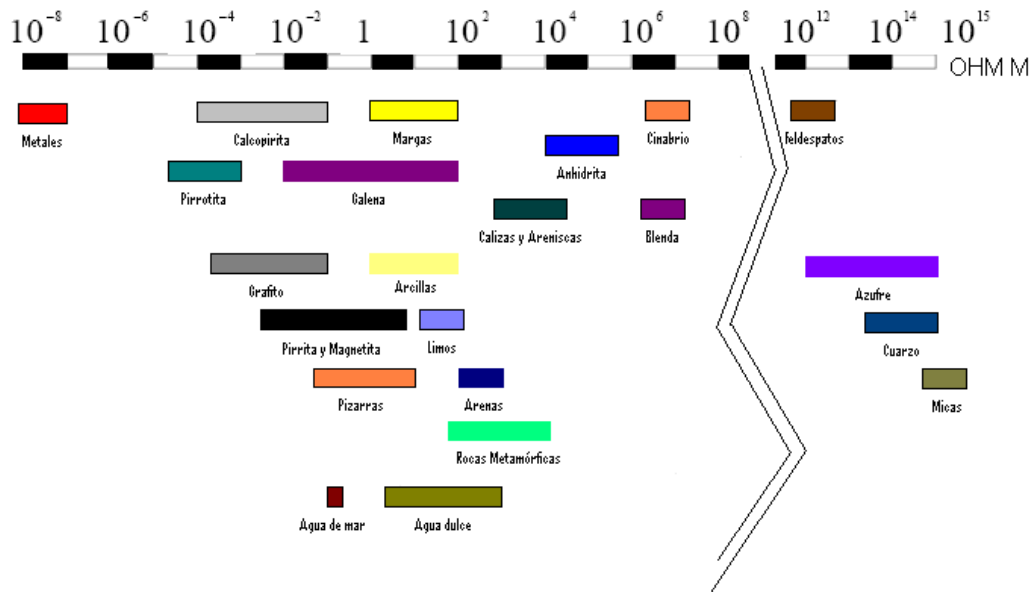 10⁻⁸ 10⁻⁶ 10⁻⁴ 10⁻² 1 10² 10⁴ 10⁶ 10⁸ 10¹² 10¹⁴ 10¹⁵
OHM M
Metales Calcopirita Margas Cinabrio Feldespatos
Anhidrita
Pirrotita Galena
Calizas y Areniscas Blenda
Grafito Arcillas Azufre
Pirrita y Magnetita Limos Cuarzo
Pizarras Arenas Micas
Rocas Metamórficas
Agua de mar Agua dulce